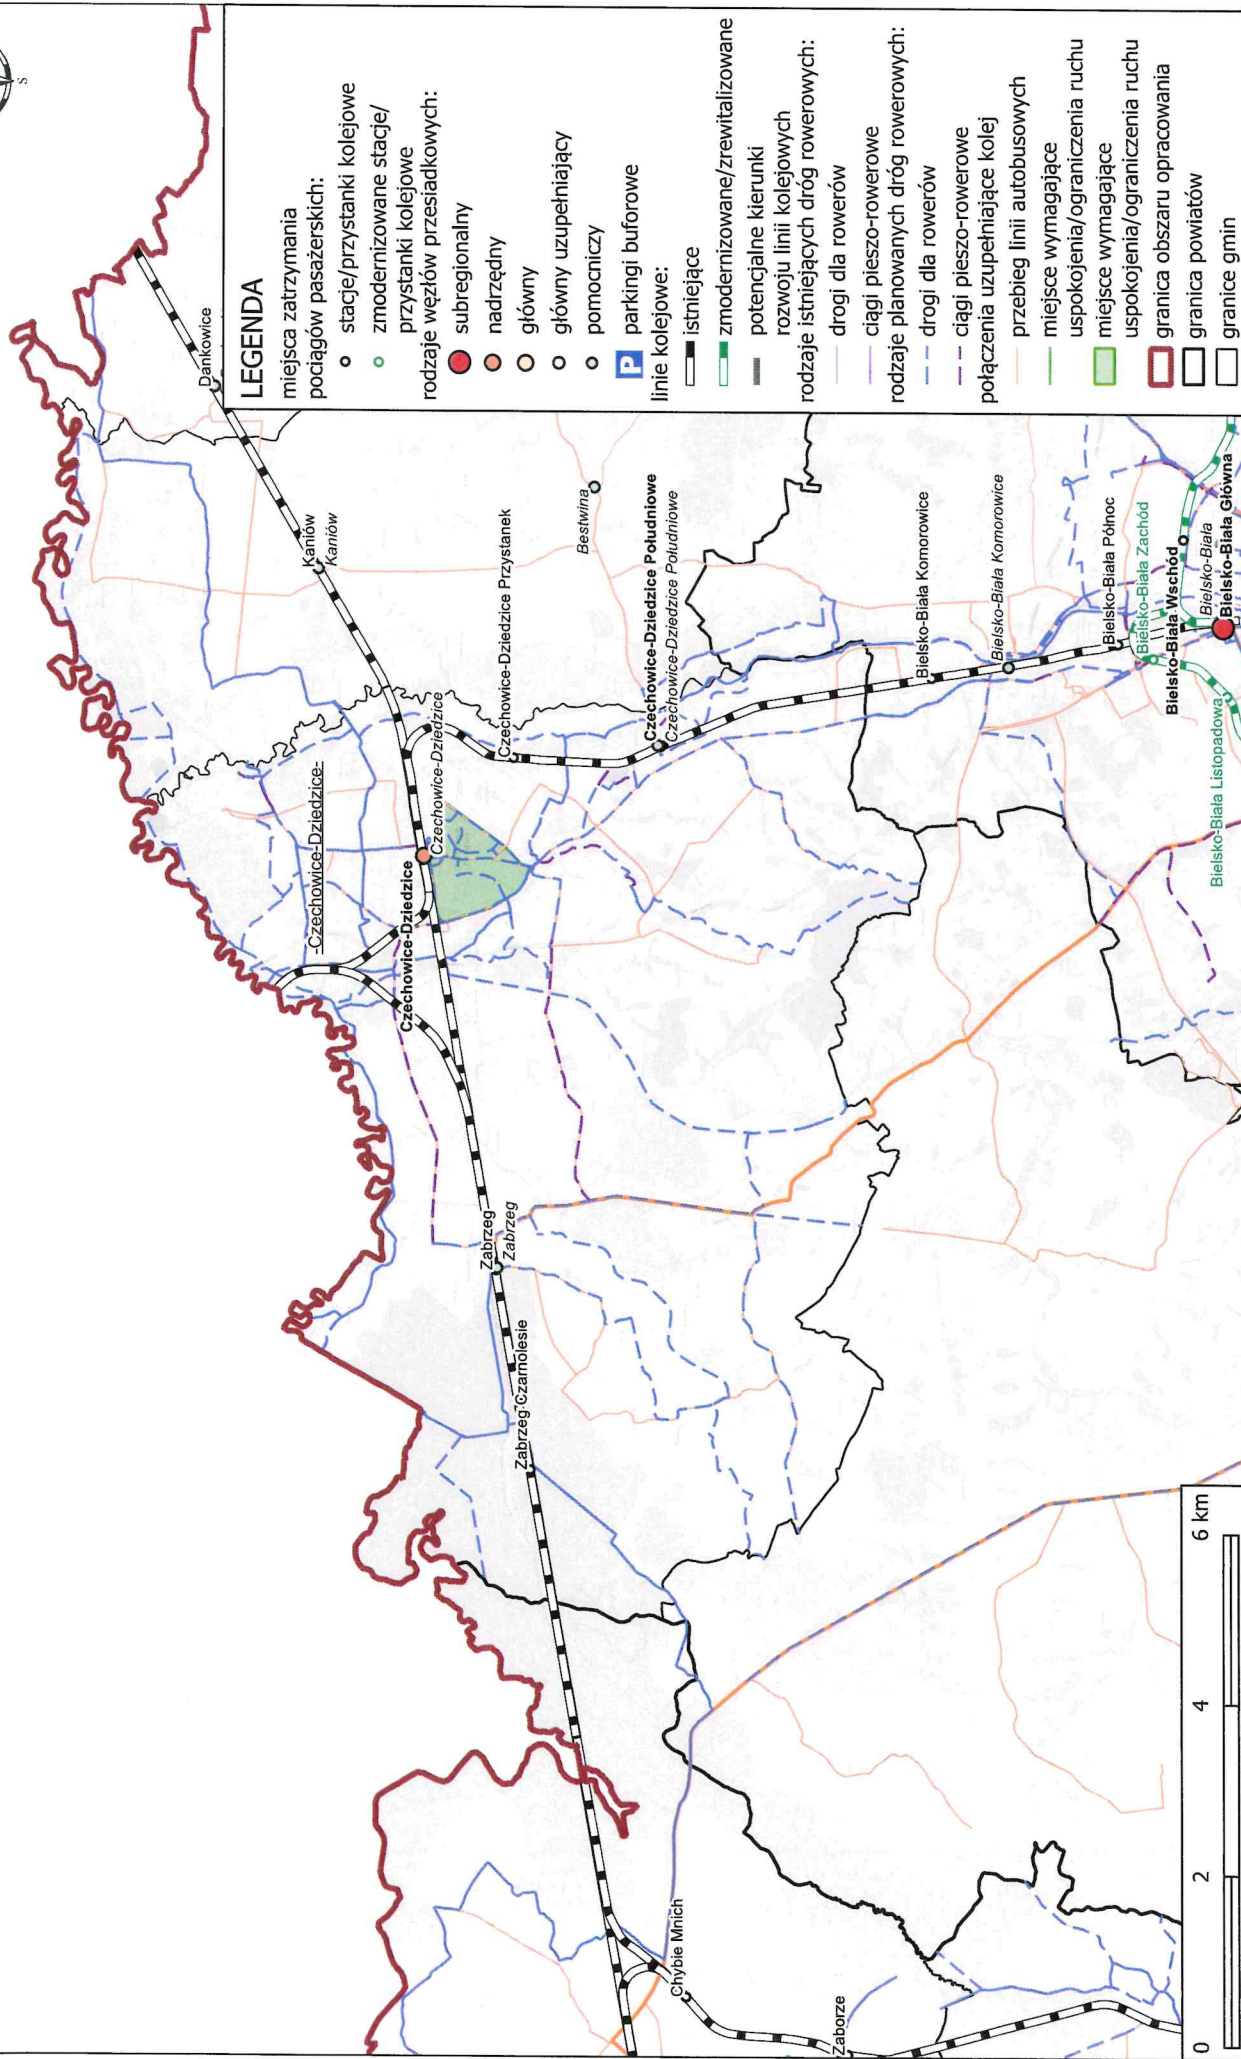 S
LEGENDA
miejsca zatrzymania
pociągów pasażerskich:
stacje/przystanki kolejowe
zmodernizowane stacje/
przystanki kolejowe
rodzaje węzłów przesiadkowych:
subregionalny
nadrzędny
główny
główny uzupełniający
pomocniczy
P parkingi buforowe
linie kolejowe:
istniejące
zmodernizowane/zrewitalizowane
potencjalne kierunki
rozwoju linii kolejowych
rodzaje istniejących dróg rowerowych:
drogi dla rowerów
ciągi pieszo-rowerowe
rodzaje planowanych dróg rowerowych:
drogi dla rowerów
ciągi pieszo-rowerowe
połączenia uzupełniające kolej
przebieg linii autobusowych
miejsce wymagające
uspokojenia/ograniczenia ruchu
miejsce wymagające
uspokojenia/ograniczenia ruchu
granica obszaru opracowania
granica powiatów
granice gmin
Dankowice
Kaniów
Kaniów
-Czechowice-Dziedzice-
Czechowice-Dziedzice
Czechowice-Dziedzice
Czechowice-Dziedzice Przystanek
Bestwina
Czechowice-Dziedzice Południowe
Czechowice-Dziedzice Południowe
Zabrzeg
Zabrzeg
Zabrzeg-Czarnolesie
Bielsko-Biała Komorowice
Bielsko-Biała Komorowice
Bielsko-Biała Północ
Bielsko-Biała Zachód
Bielsko-Biała Wschód
Bielsko-Biała
Bielsko-Biała Główna
Bielsko-Biała Listopadowa
Chybie Mnich
Zaborze
0 2 4 6 km